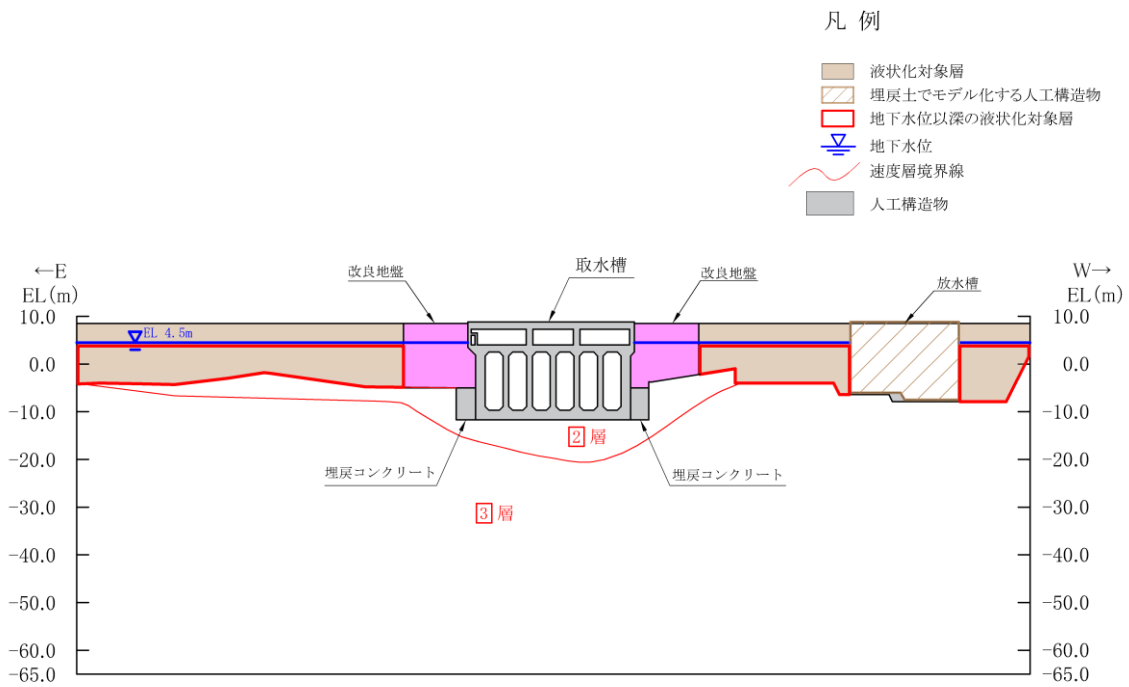 凡 例
液状化対象層
埋戻土でモデル化する人工構造物
地下水位以深の液状化対象層
地下水位
速度層境界線
人工構造物
←E
EL(m)
改良地盤
取水槽
改良地盤
放水槽
W→
EL(m)
10.0
0.0
-10.0
-20.0
-30.0
-40.0
-50.0
-60.0
-65.0
EL 4.5m
2 層
埋戻コンクリート
埋戻コンクリート
3 層
10.0
0.0
-10.0
-20.0
-30.0
-40.0
-50.0
-60.0
-65.0